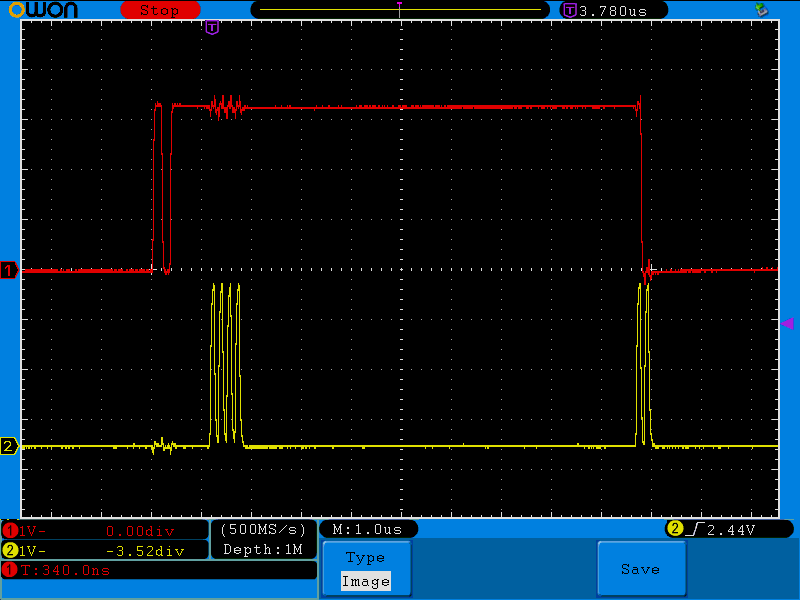 owon Stop T 3.780us
T
1
2
1 1V- 0.00div (500MS/s) M:1.0us 2 2.44V
2 1V- -3.52div Depth:1M
1 T:340.0ns
Type
Image
Save